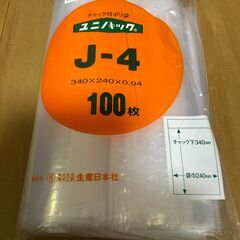 チャック付ポリ袋
ユニパック®
J-4
340×240×0.04
100枚
チャック下340mm
袋巾240mm
生産日本社